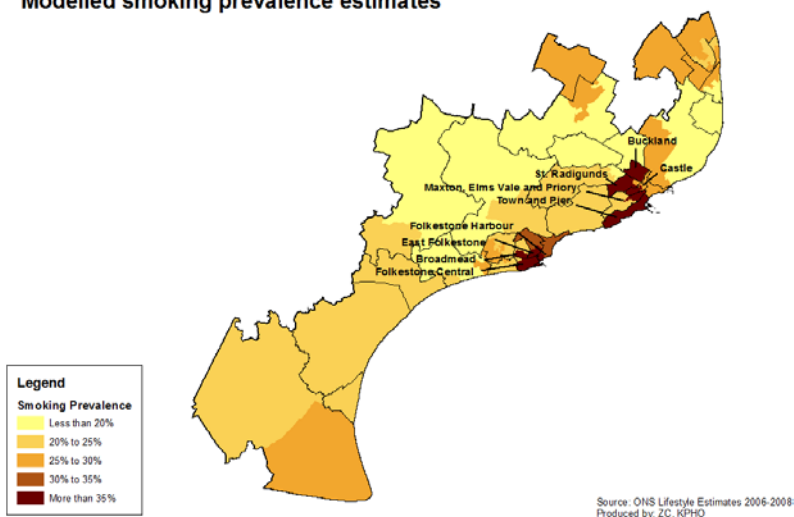 Modelled smoking prevalence estimates
Buckland
Castle
St. Radigunds
Maxton, Elms Vale and Priory
Town and Pier
Folkestone Harbour
East Folkestone
Broadmead
Folkestone Central
Legend
Smoking Prevalence
Less than 20%
20% to 25%
25% to 30%
30% to 35%
More than 35%
Source: ONS Lifestyle Estimates 2006-2008
Produced by: ZC, KPHO